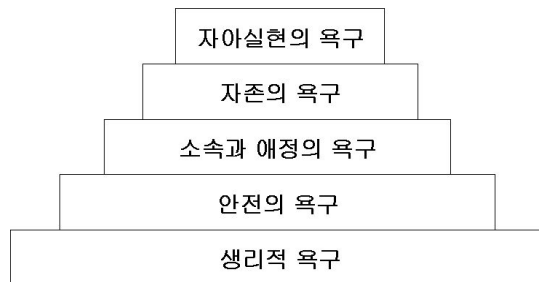 자아실현의 욕구
자존의 욕구
소속과 애정의 욕구
안전의 욕구
생리적 욕구